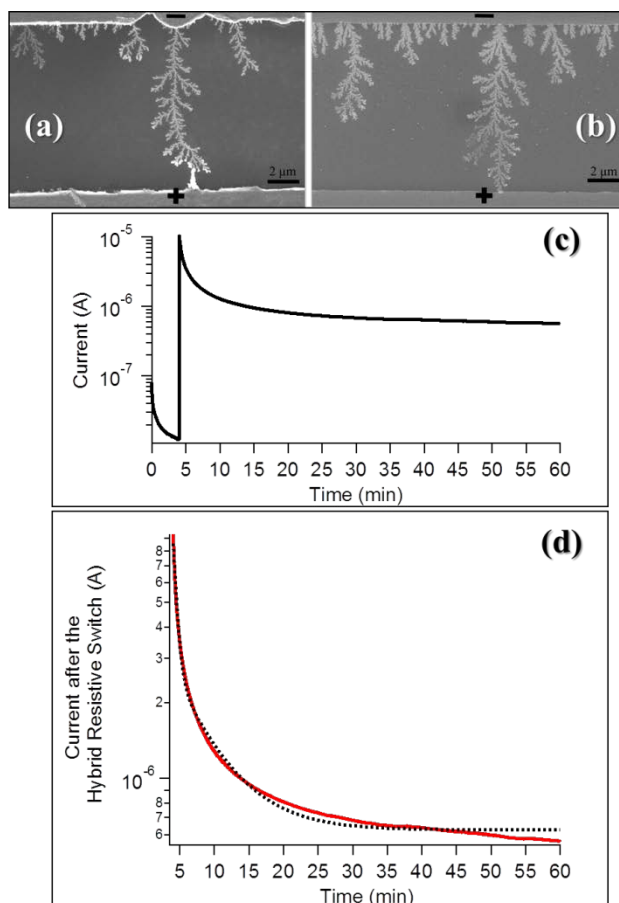 − −
(a) (b)
2 µm 2 µm
+ +
(c)
Current (A)
10⁻⁵
10⁻⁶
10⁻⁷
0 5 10 15 20 25 30 35 40 45 50 55 60
Time (min)
(d)
Current after the
Hybrid Resistive Switch (A)
8
7
6
5
4
3
2
10⁻⁶
8
7
6
5 10 15 20 25 30 35 40 45 50 55 60
Time (min)